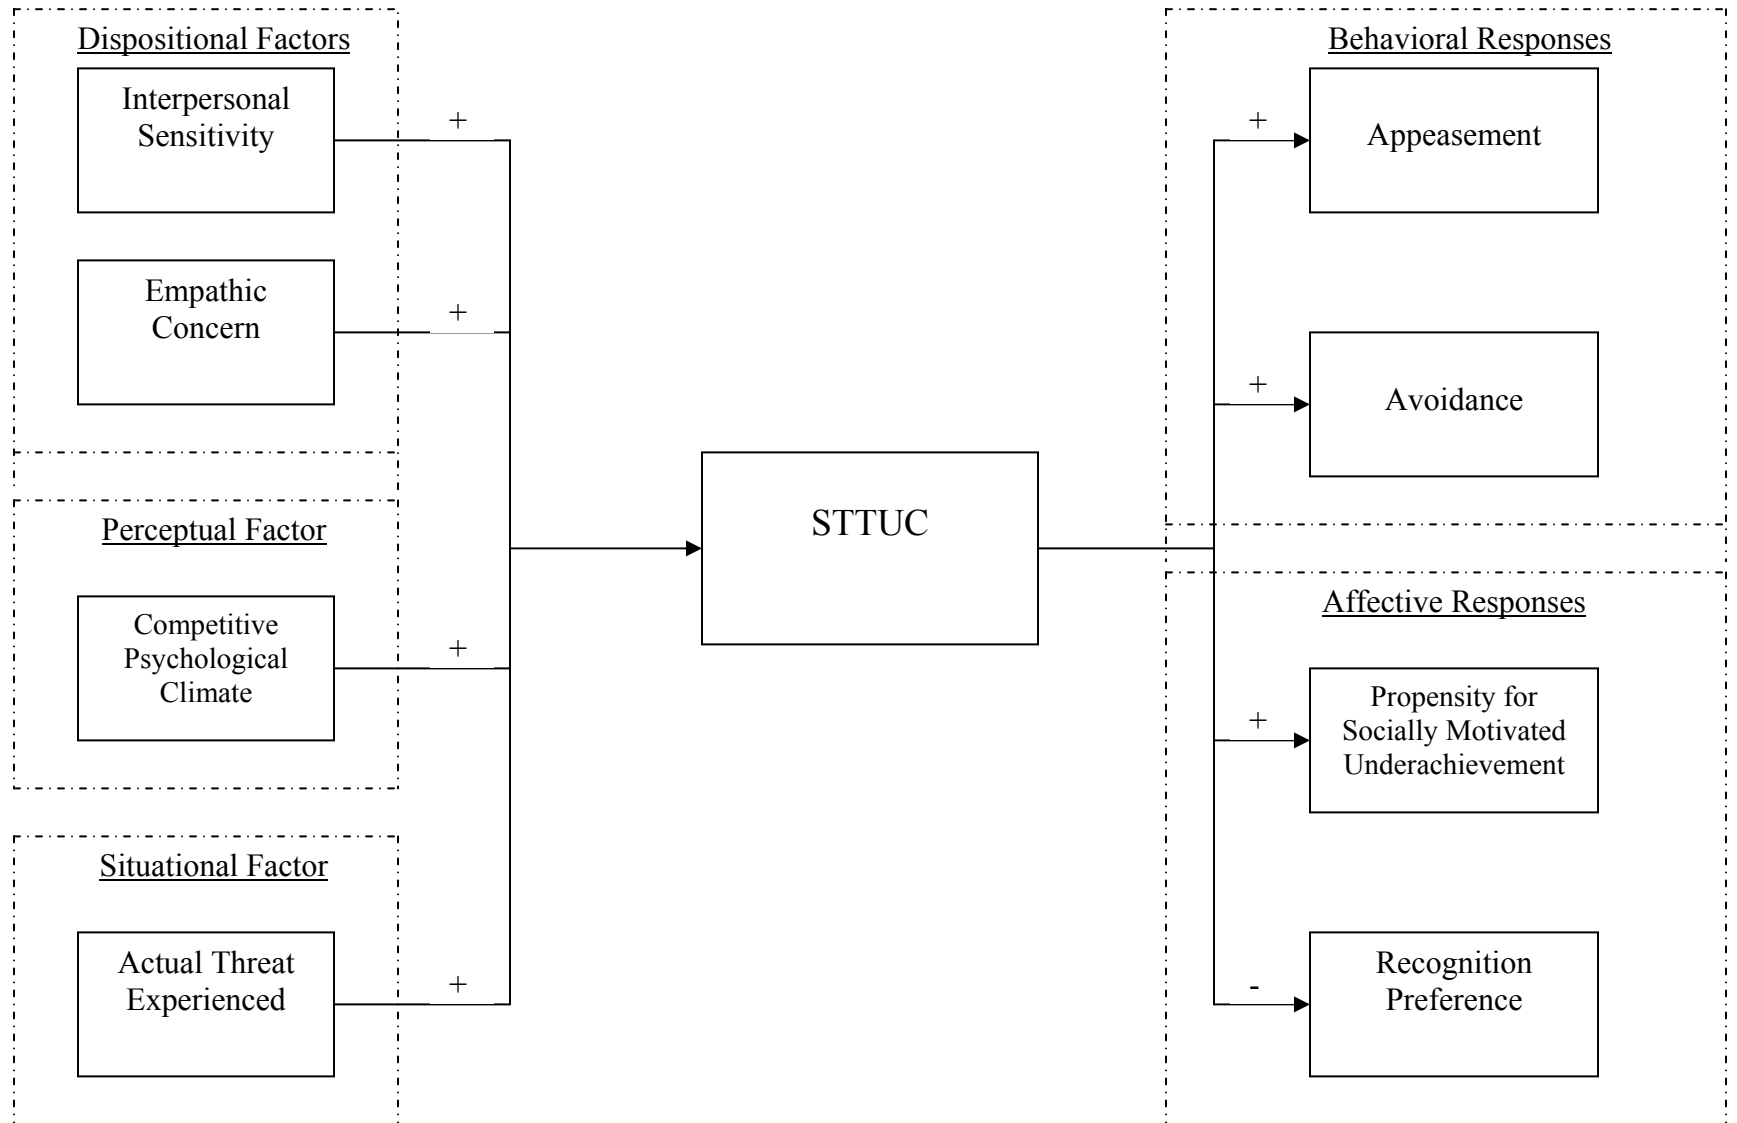 Dispositional Factors
Interpersonal
Sensitivity
+
Empathic
Concern
+
Perceptual Factor
Competitive
Psychological
Climate
+
Situational Factor
Actual Threat
Experienced
+
STTUC
Behavioral Responses
+
Appeasement
+
Avoidance
Affective Responses
+
Propensity for
Socially Motivated
Underachievement
-
Recognition
Preference